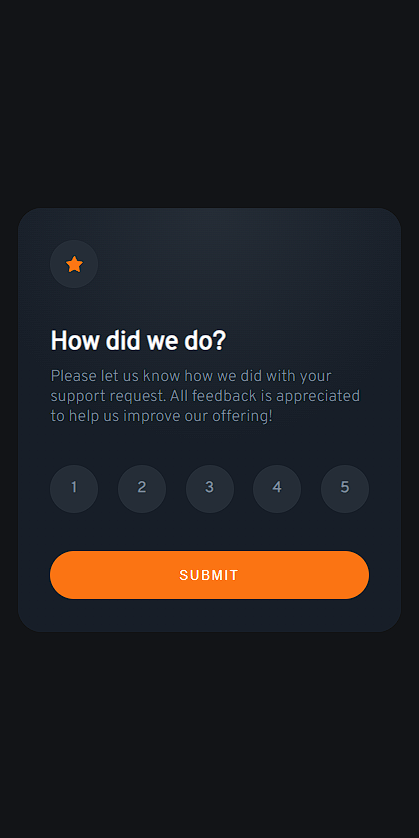 How did we do?
Please let us know how we did with your
support request. All feedback is appreciated
to help us improve our offering!
1 2 3 4 5
SUBMIT